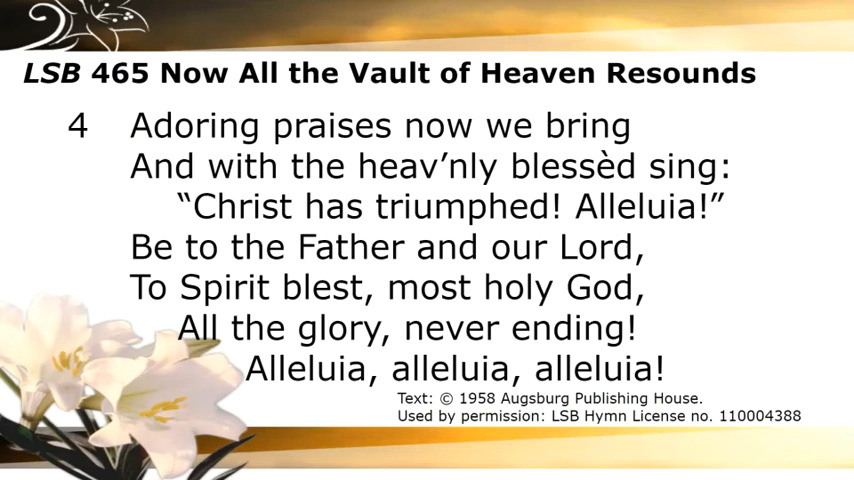 LSB 465 Now All the Vault of Heaven Resounds
4 Adoring praises now we bring
And with the heav’nly blessèd sing:
“Christ has triumphed! Alleluia!”
Be to the Father and our Lord,
To Spirit blest, most holy God,
All the glory, never ending!
Alleluia, alleluia, alleluia!
Text: © 1958 Augsburg Publishing House.
Used by permission: LSB Hymn License no. 110004388